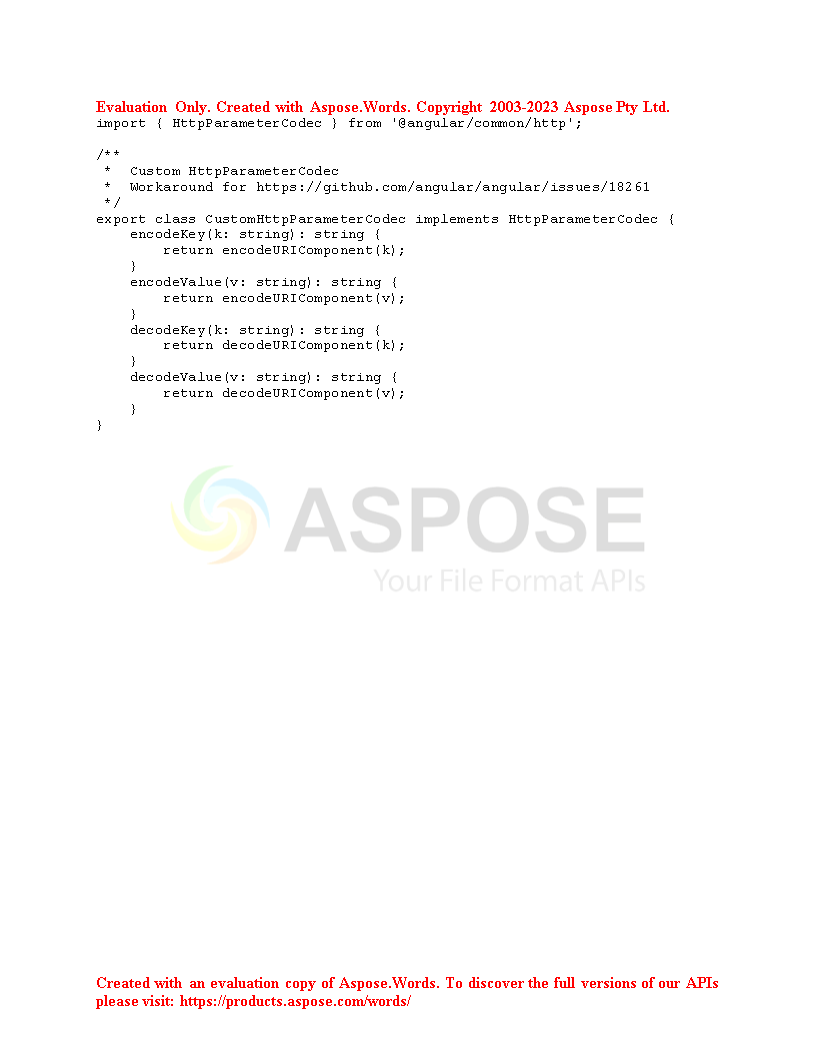 Evaluation Only. Created with Aspose.Words. Copyright 2003-2023 Aspose Pty Ltd.
import { HttpParameterCodec } from '@angular/common/http';

/**
 *  Custom HttpParameterCodec
 *  Workaround for https://github.com/angular/angular/issues/18261
 */
export class CustomHttpParameterCodec implements HttpParameterCodec {
    encodeKey(k: string): string {
        return encodeURIComponent(k);
    }
    encodeValue(v: string): string {
        return encodeURIComponent(v);
    }
    decodeKey(k: string): string {
        return decodeURIComponent(k);
    }
    decodeValue(v: string): string {
        return decodeURIComponent(v);
    }
}
ASPOSE
Your File Format APIs
Created with an evaluation copy of Aspose.Words. To discover the full versions of our APIs
please visit: https://products.aspose.com/words/